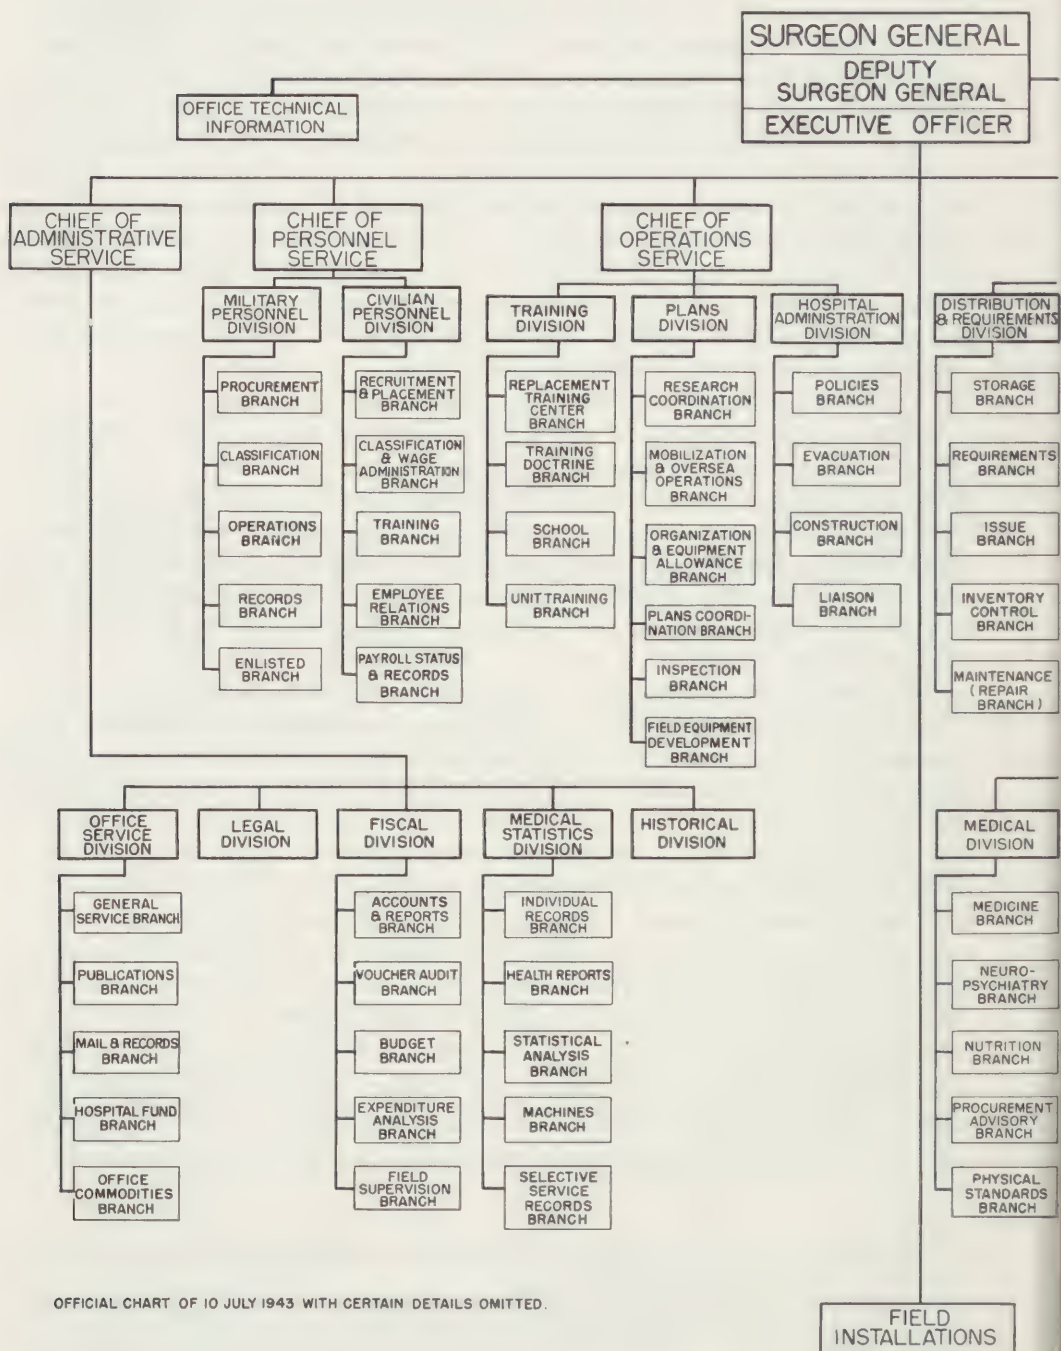 SURGEON GENERAL
DEPUTY
SURGEON GENERAL
EXECUTIVE OFFICER
OFFICE TECHNICAL
INFORMATION
CHIEF OF
ADMINISTRATIVE
SERVICE
CHIEF OF
PERSONNEL
SERVICE
CHIEF OF
OPERATIONS
SERVICE
MILITARY
PERSONNEL
DIVISION
PROCUREMENT
BRANCH
CLASSIFICATION
BRANCH
OPERATIONS
BRANCH
RECORDS
BRANCH
ENLISTED
BRANCH
CIVILIAN
PERSONNEL
DIVISION
RECRUITMENT
& PLACEMENT
BRANCH
CLASSIFICATION
& WAGE
ADMINISTRATION
BRANCH
TRAINING
BRANCH
EMPLOYEE
RELATIONS
BRANCH
PAYROLL STATUS
& RECORDS
BRANCH
TRAINING
DIVISION
REPLACEMENT
TRAINING
CENTER
BRANCH
TRAINING
DOCTRINE
BRANCH
SCHOOL
BRANCH
UNIT TRAINING
BRANCH
PLANS
DIVISION
RESEARCH
COORDINATION
BRANCH
MOBILIZATION
& OVERSEA
OPERATIONS
BRANCH
ORGANIZATION
& EQUIPMENT
ALLOWANCE
BRANCH
PLANS COORDI-
NATION BRANCH
INSPECTION
BRANCH
FIELD EQUIPMENT
DEVELOPMENT
BRANCH
HOSPITAL
ADMINISTRATION
DIVISION
POLICIES
BRANCH
EVACUATION
BRANCH
CONSTRUCTION
BRANCH
LIAISON
BRANCH
DISTRIBUTION
& REQUIREMENTS
DIVISION
STORAGE
BRANCH
REQUIREMENTS
BRANCH
ISSUE
BRANCH
INVENTORY
CONTROL
BRANCH
MAINTENANCE
(REPAIR
BRANCH)
OFFICE
SERVICE
DIVISION
GENERAL
SERVICE BRANCH
PUBLICATIONS
BRANCH
MAIL & RECORDS
BRANCH
HOSPITAL FUND
BRANCH
OFFICE
COMMODITIES
BRANCH
LEGAL
DIVISION
FISCAL
DIVISION
ACCOUNTS
& REPORTS
BRANCH
VOUCHER AUDIT
BRANCH
BUDGET
BRANCH
EXPENDITURE
ANALYSIS
BRANCH
FIELD
SUPERVISION
BRANCH
MEDICAL
STATISTICS
DIVISION
INDIVIDUAL
RECORDS
BRANCH
HEALTH REPORTS
BRANCH
STATISTICAL
ANALYSIS
BRANCH
MACHINES
BRANCH
SELECTIVE
SERVICE
RECORDS
BRANCH
HISTORICAL
DIVISION
MEDICAL
DIVISION
MEDICINE
BRANCH
NEURO-
PSYCHIATRY
BRANCH
NUTRITION
BRANCH
PROCUREMENT
ADVISORY
BRANCH
PHYSICAL
STANDARDS
BRANCH
OFFICIAL CHART OF 10 JULY 1943 WITH CERTAIN DETAILS OMITTED.
FIELD
INSTALLATIONS